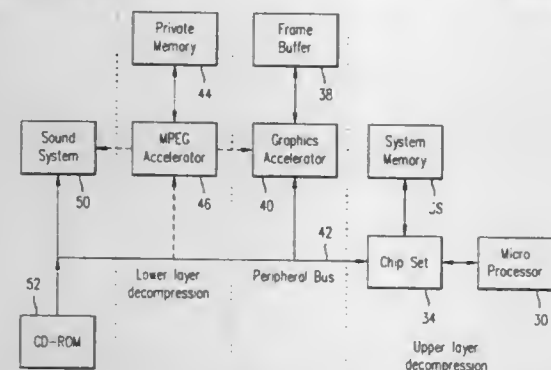 Private
Memory
44
Frame
Buffer
38
Sound
System
50
MPEG
Accelerator
46
Graphics
Accelerator
40
System
Memory
42
Chip Set
34
Micro
Processor
30
Lower layer
decompression
Peripheral Bus
52
CD-ROM
Upper layer
decompression